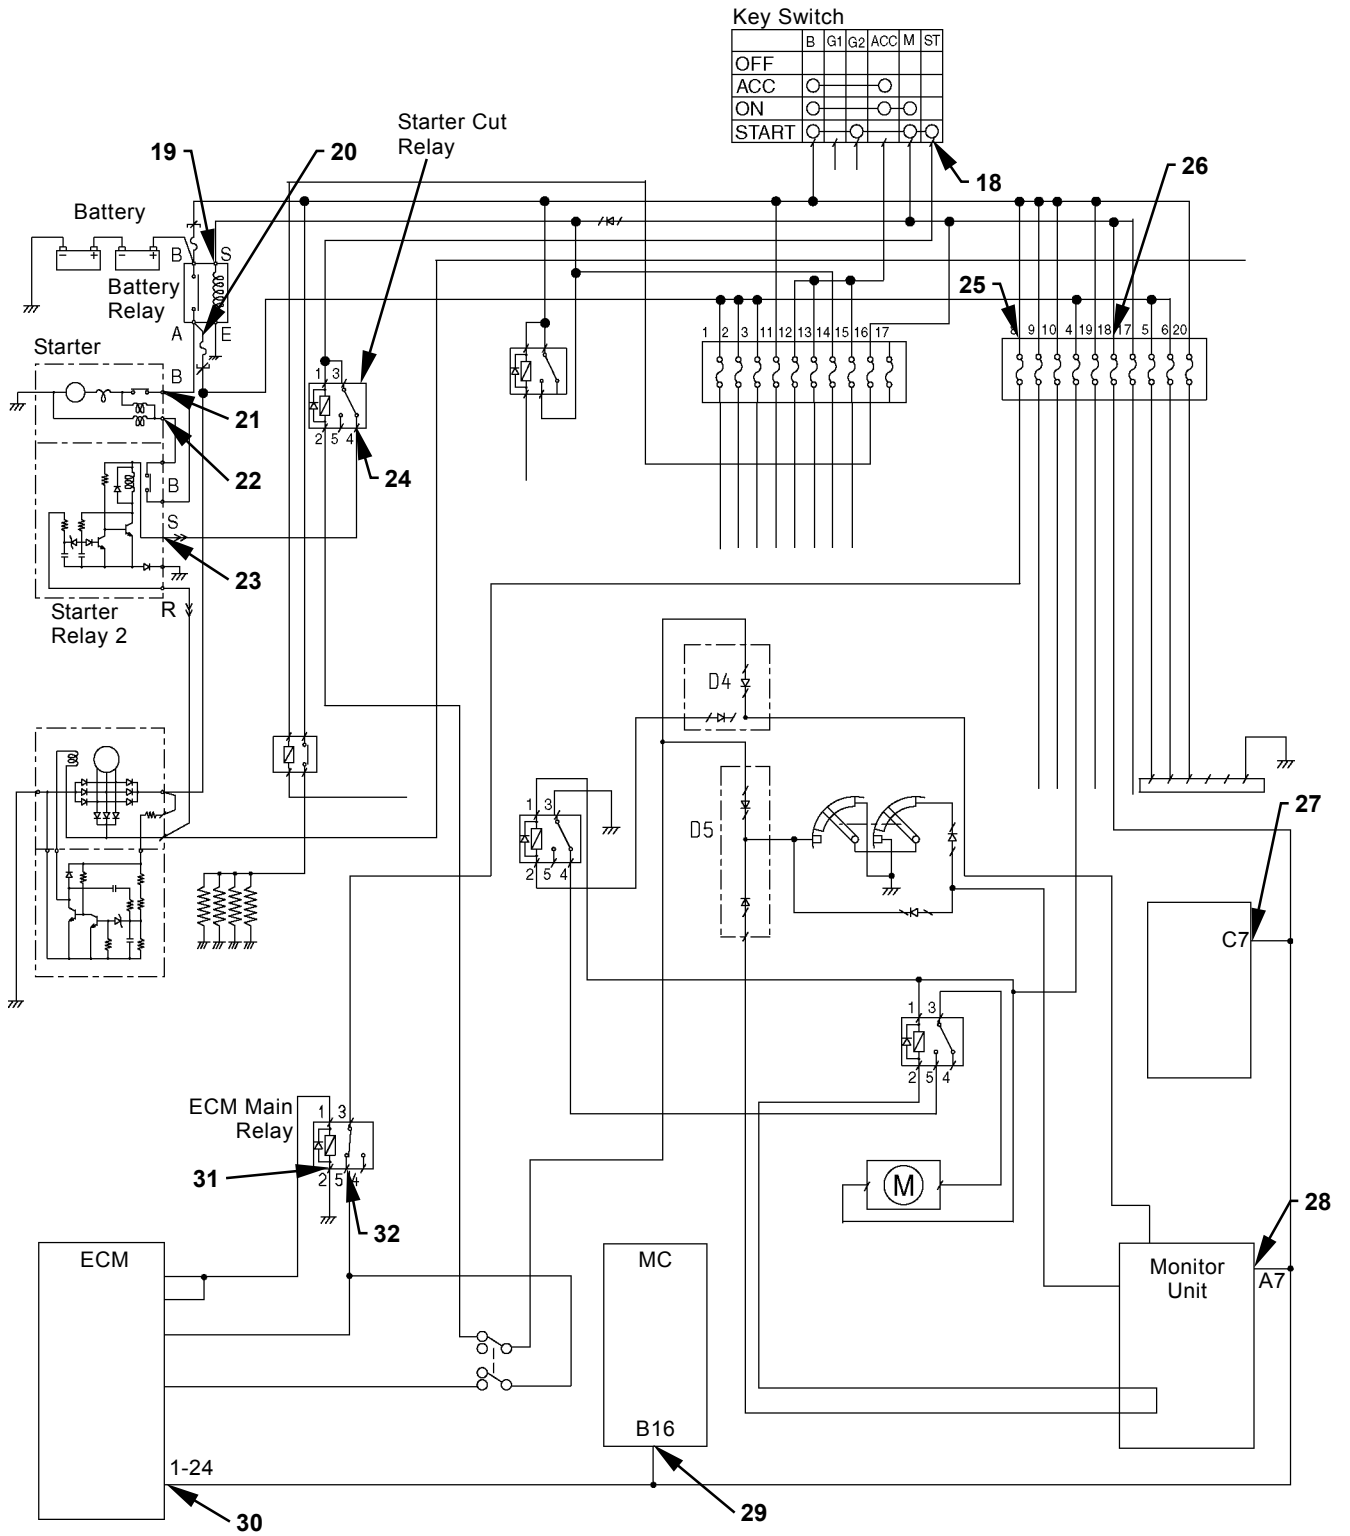 Key Switch
B G1 G2 ACC M ST
OFF
ACC
ON
START
Starter Cut
Relay
19
20
18
26
Battery
- + - +
B S
Battery
Relay
25
A E
Starter
8 9 10 4 19 18 17 5 6 20
1 2 3 11 12 13 14 15 16 17
B
1 3
21
2 5 4
22
24
B
S
23
R
Starter
Relay 2
D4
27
1 3
D5
2 5 4
C7
1 3
2 5 4
ECM Main
Relay
1 3
31
2 5 4
M
28
32
ECM
MC
Monitor
Unit
A7
B16
1-24
29
30